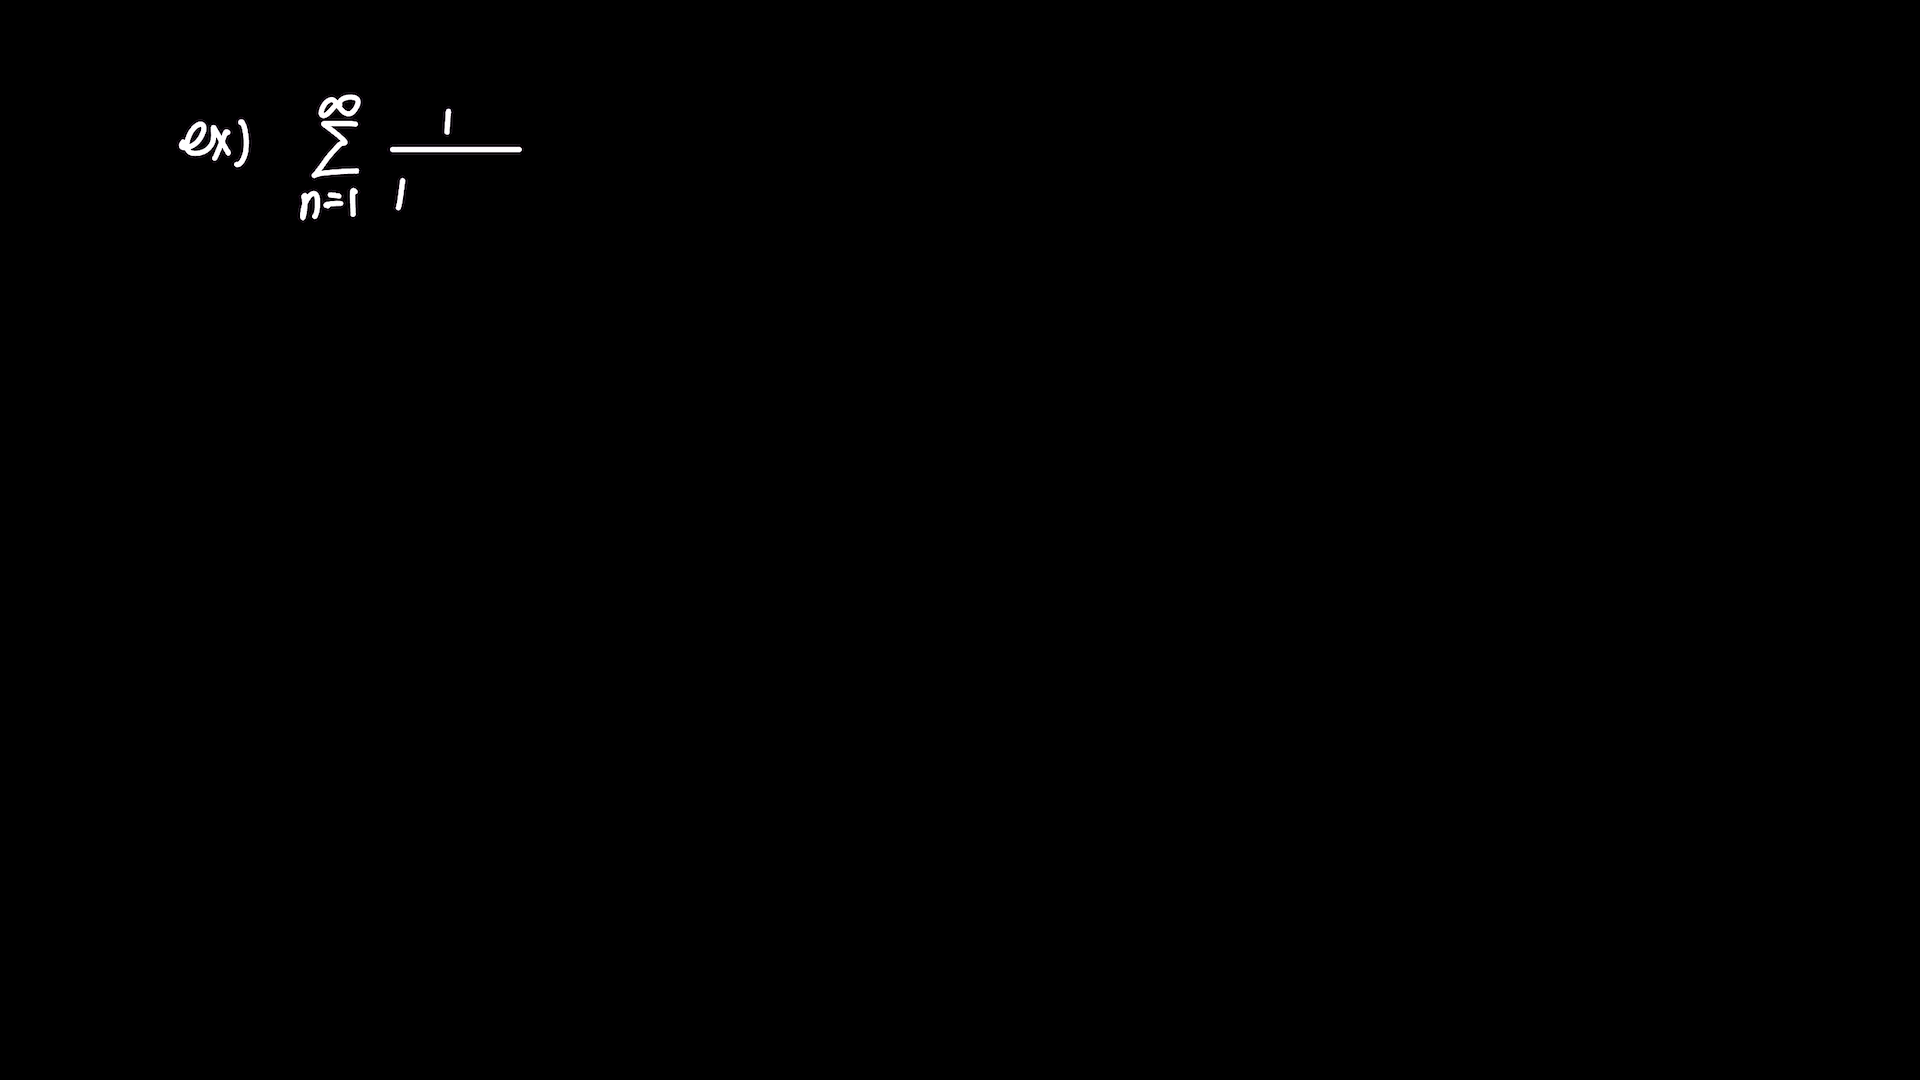 ex) ∞ ∑ n=1 1/1